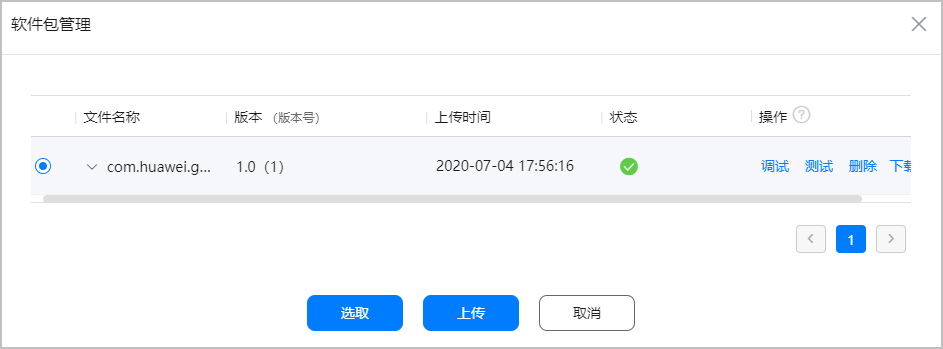 软件包管理
文件名称 版本 （版本号） 上传时间 状态 操作 ?
com.huawei.g... 1.0（1） 2020-07-04 17:56:16 调试 测试 删除 下载
1
选取 上传 取消